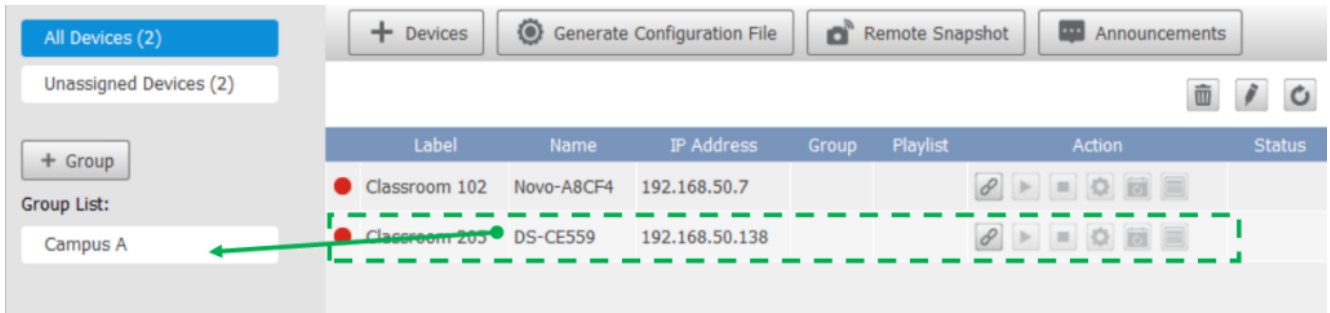 All Devices (2)
Unassigned Devices (2)
+ Group
Group List:
Campus A
+ Devices
Generate Configuration File
Remote Snapshot
Announcements
Label Name IP Address Group Playlist Action Status
Classroom 102 Novo-A8CF4 192.168.50.7
Classroom 205 DS-CE559 192.168.50.138